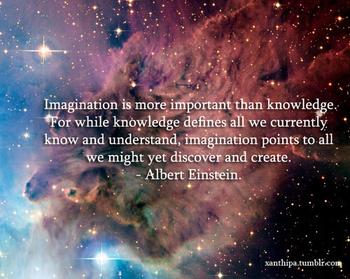 Imagination is more important than knowledge.
For while knowledge defines all we currently
know and understand, imagination points to all
we might yet discover and create.
- Albert Einstein.
xanthipa.tumblr.com